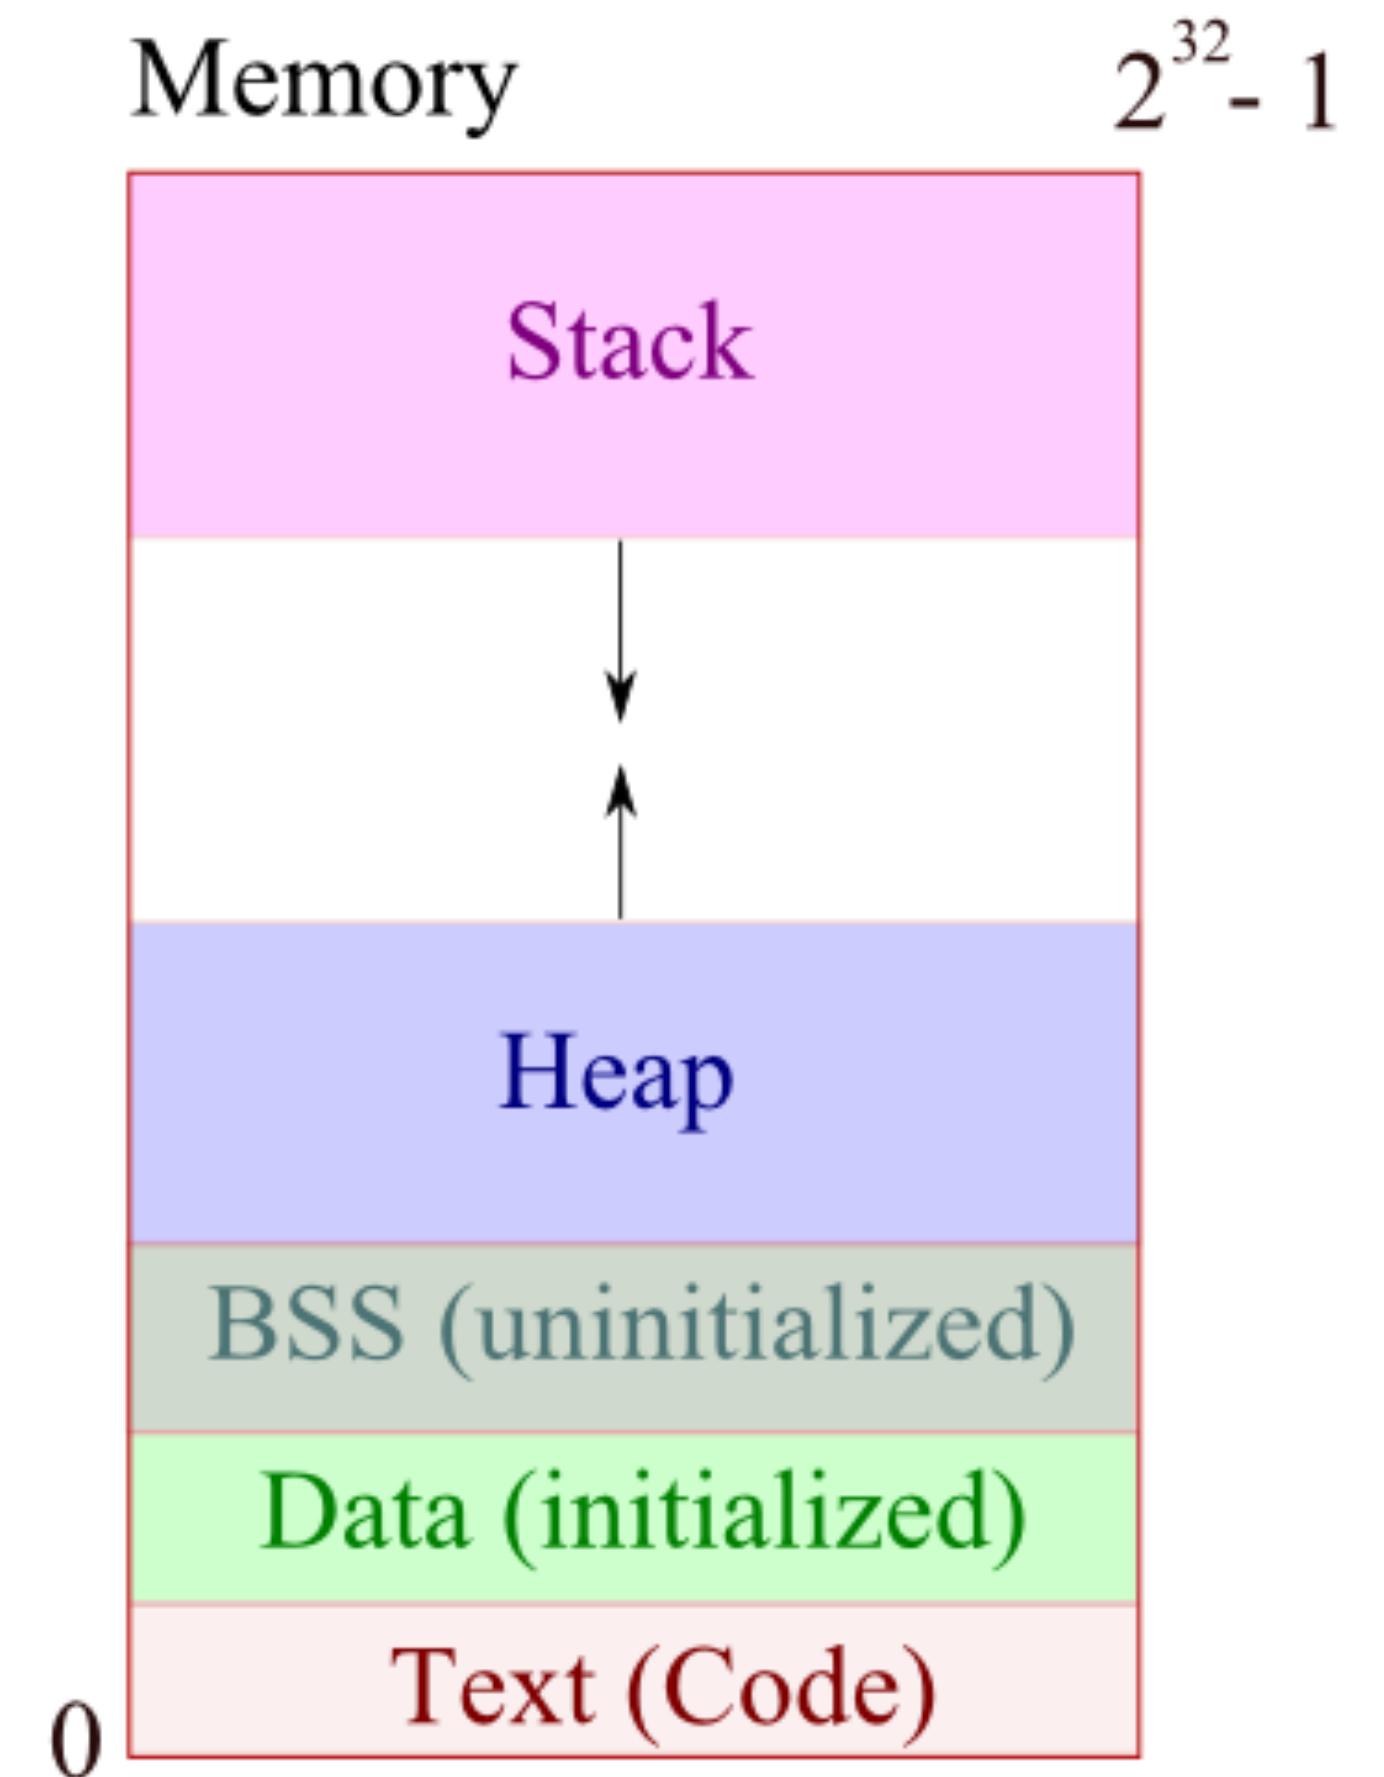 Memory
2^32 - 1
Stack
Heap
BSS (uninitialized)
Data (initialized)
Text (Code)
0